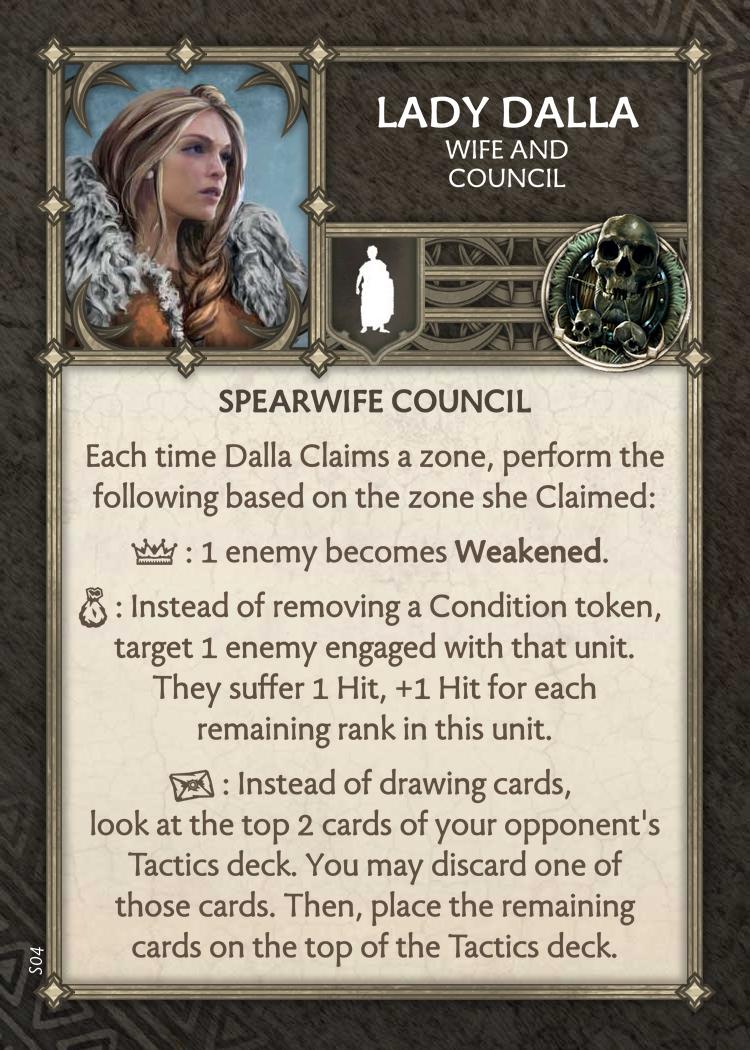 LADY DALLA
WIFE AND
COUNCIL
SPEARWIFE COUNCIL
Each time Dalla Claims a zone, perform the
following based on the zone she Claimed:
: 1 enemy becomes Weakened.
: Instead of removing a Condition token,
target 1 enemy engaged with that unit.
They suffer 1 Hit, +1 Hit for each
remaining rank in this unit.
: Instead of drawing cards,
look at the top 2 cards of your opponent's
Tactics deck. You may discard one of
those cards. Then, place the remaining
cards on the top of the Tactics deck.
S04